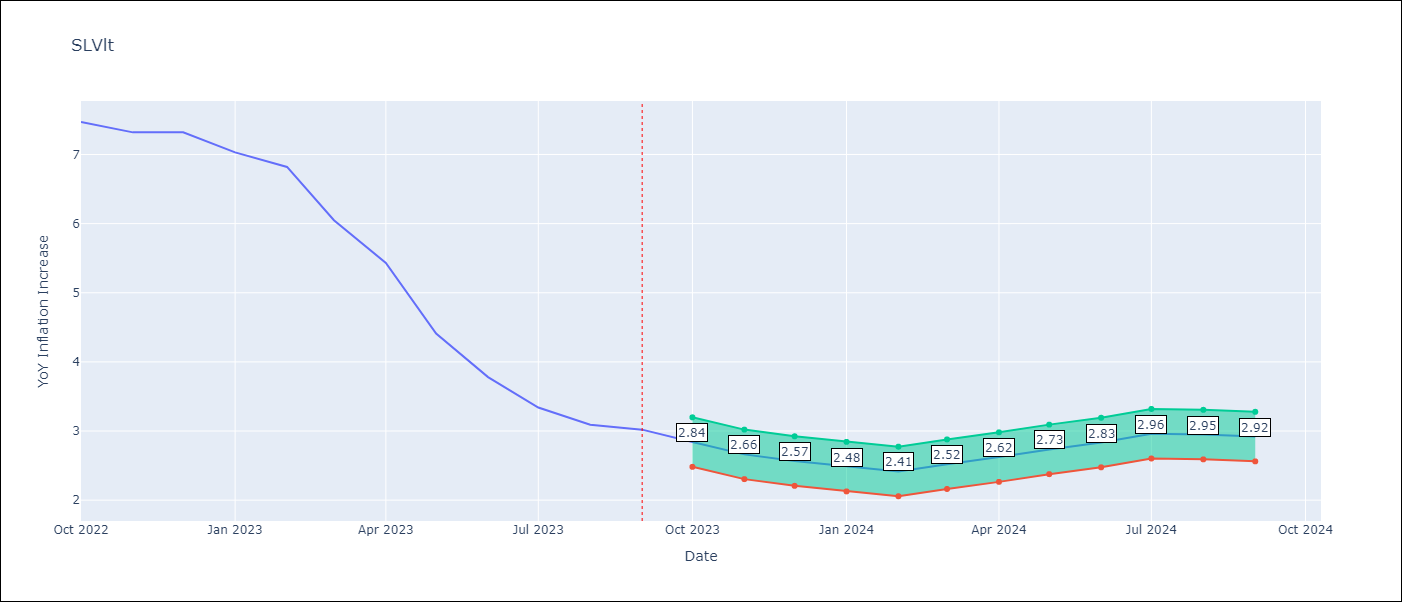 SLVlt
YoY Inflation Increase
7
6
5
4
3
2
2.84
2.66
2.57
2.48
2.41
2.52
2.62
2.73
2.83
2.96
2.95
2.92
Oct 2022
Jan 2023
Apr 2023
Jul 2023
Oct 2023
Jan 2024
Apr 2024
Jul 2024
Oct 2024
Date